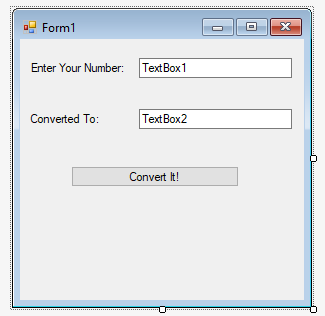 Form1
Enter Your Number: TextBox1
Converted To: TextBox2
Convert It!